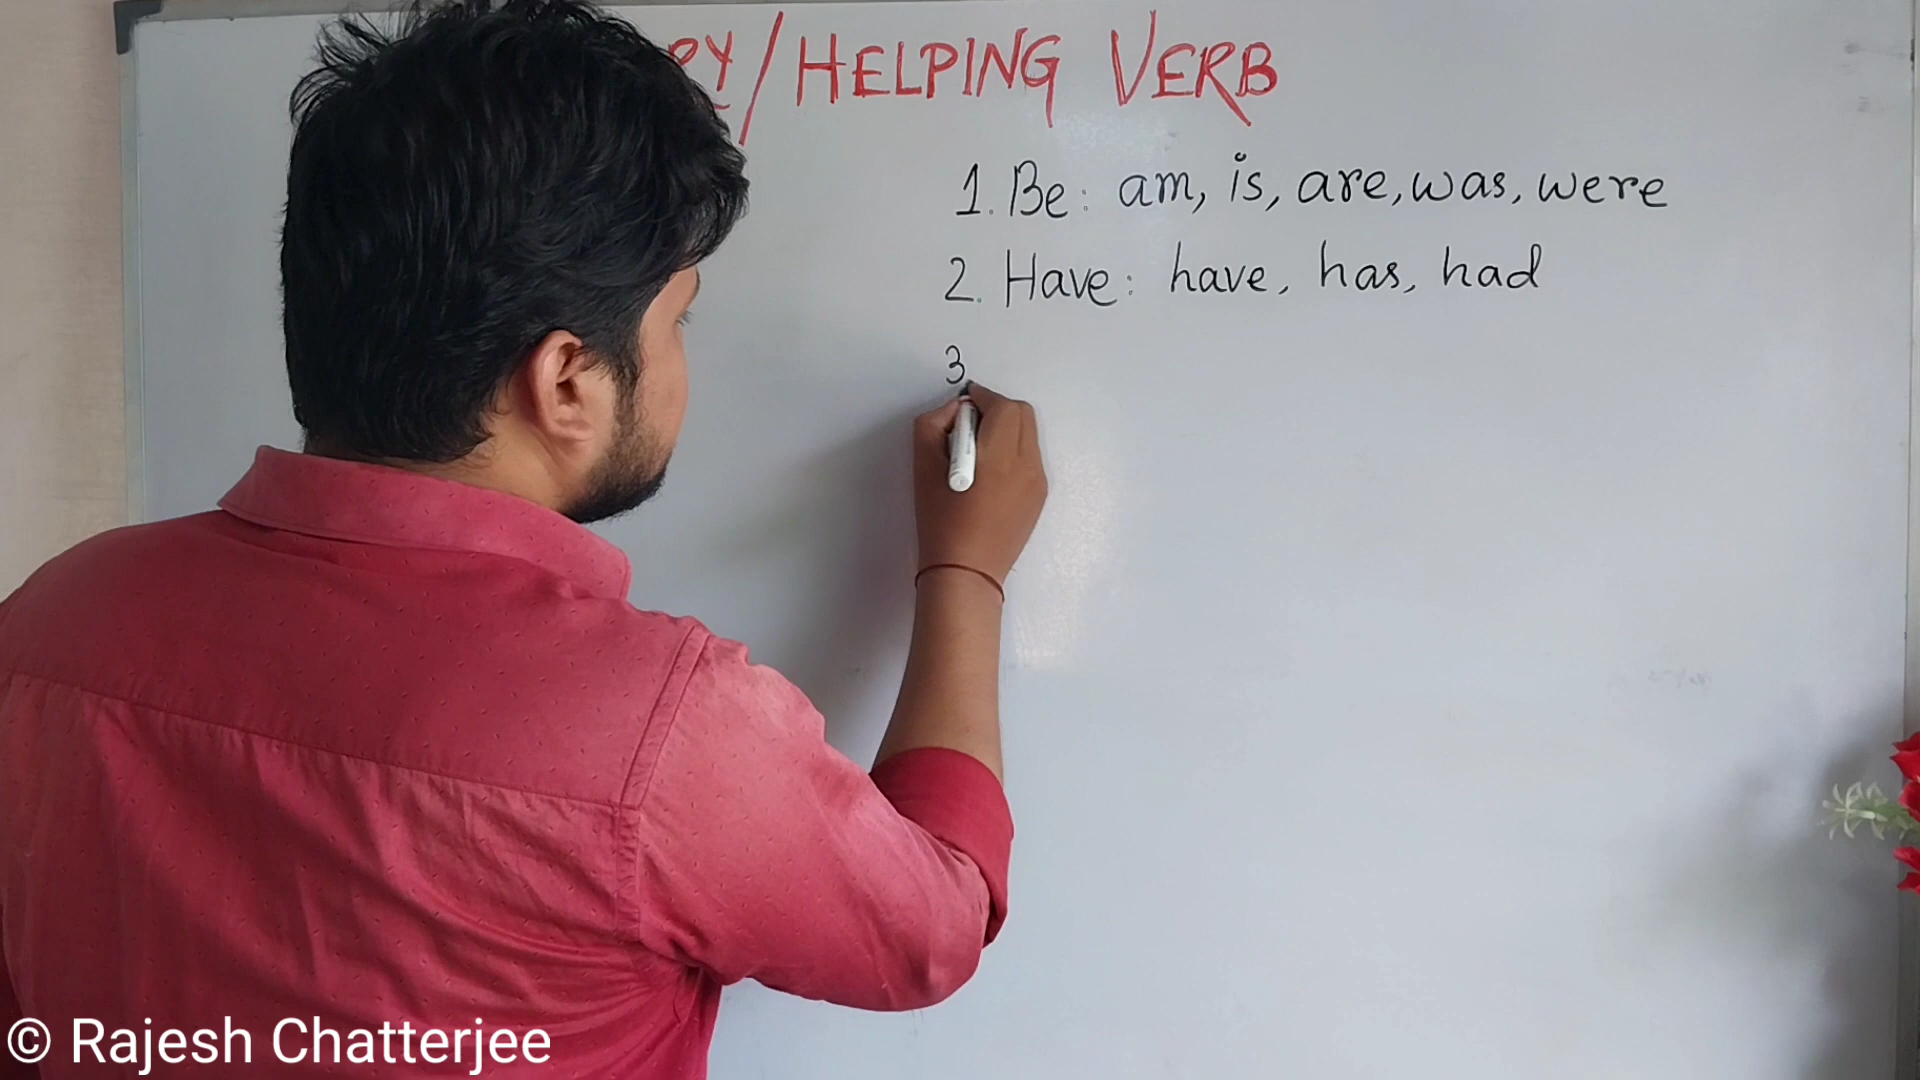 /HELPING VERB
1. Be: am, is, are, was, were
2. Have: have, has, had
3
© Rajesh Chatterjee